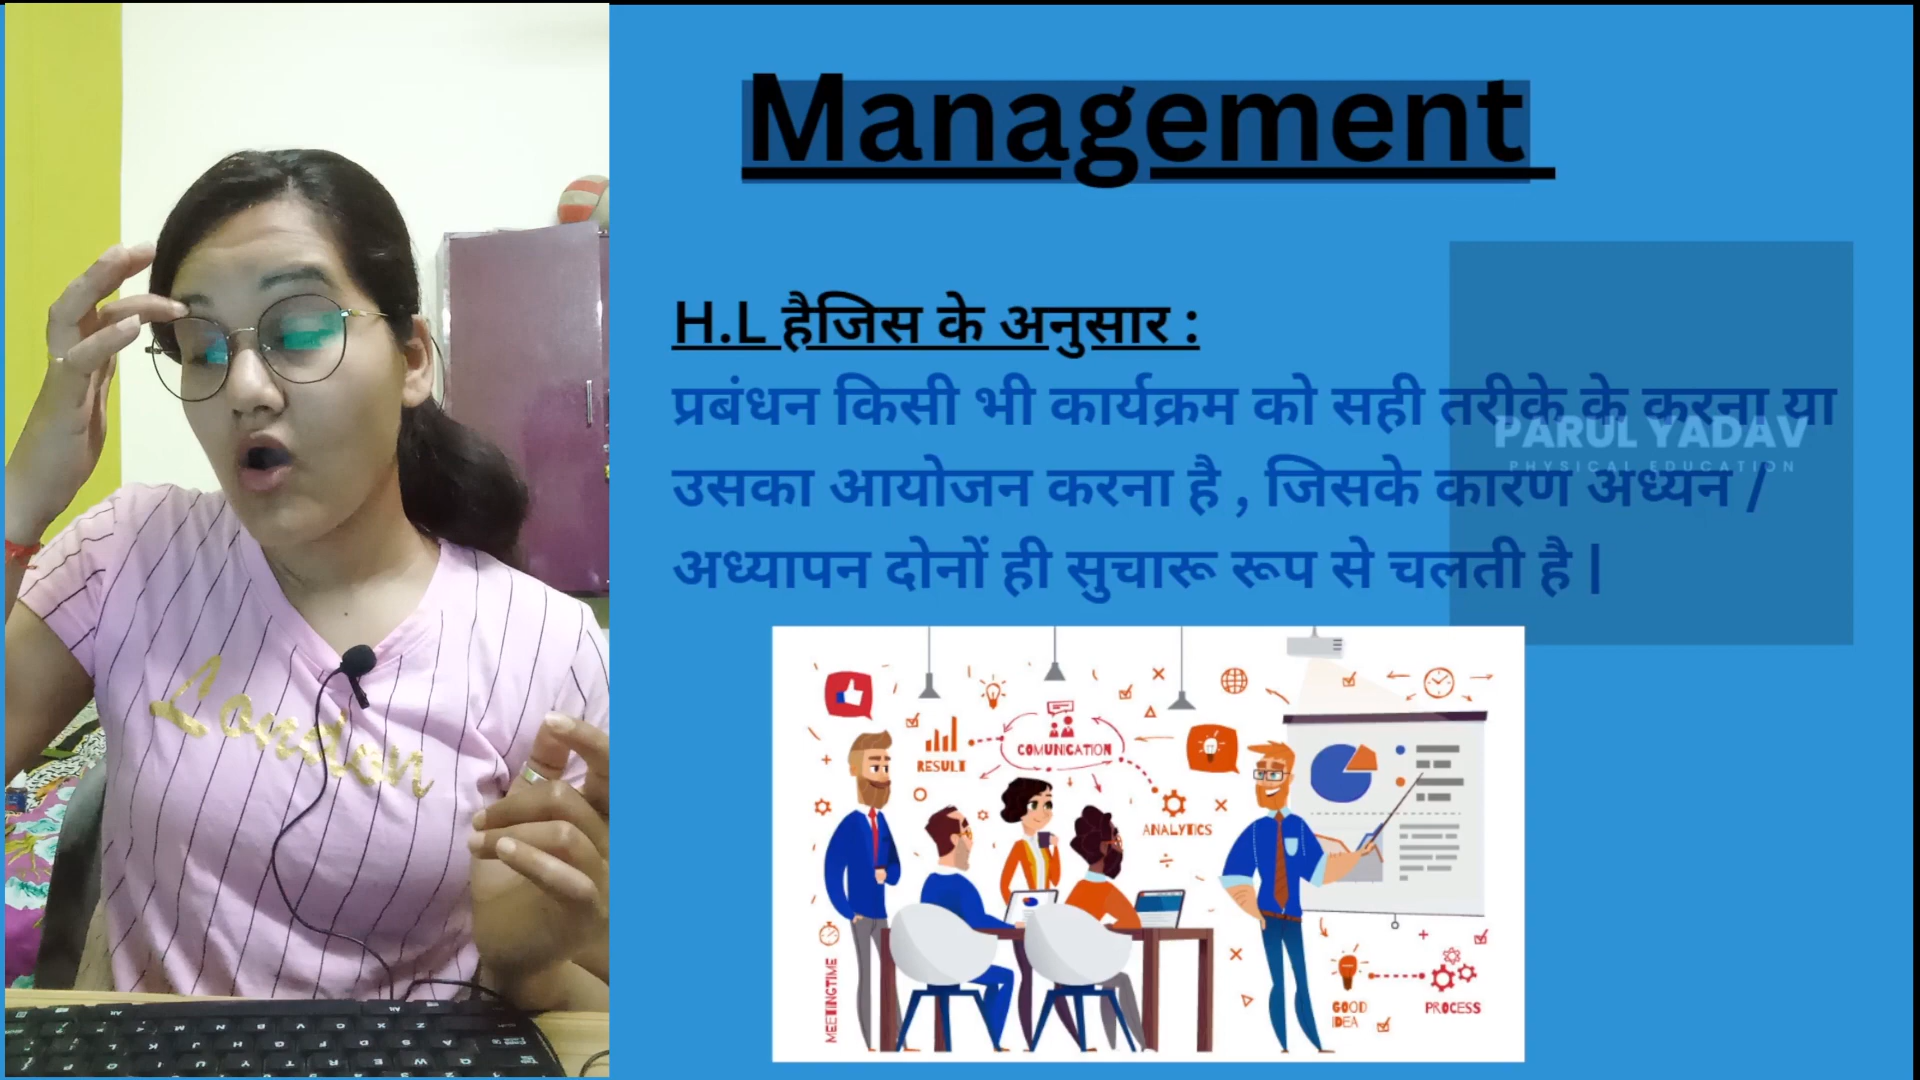 Management
H.L हैजिस के अनुसार :
प्रबंधन किसी भी कार्यक्रम को सही तरीके के करना या
उसका आयोजन करना है , जिसके कारण अध्यन /
अध्यापन दोनों ही सुचारू रूप से चलती है |
PARUL YADAV
PHYSICAL EDUCATION
London
COMUNICATION
RESULT
ANALYTICS
MEETINGTIME
GOOD
IDEA
PROCESS